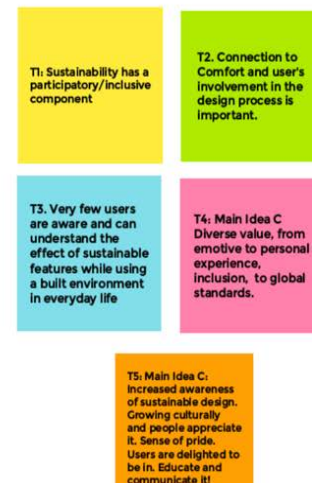 T1: Sustainability has a
participatory/inclusive
component
T2. Connection to
Comfort and user's
involvement in the
design process is
important.
T3. Very few users
are aware and can
understand the
effect of sustainable
features while using
a built environment
in everyday life
T4: Main Idea C
Diverse value, from
emotive to personal
experience,
inclusion, to global
standards.
T5: Main Idea C:
Increased awareness
of sustainable design.
Growing culturally
and people appreciate
it. Sense of pride.
Users are delighted to
be in. Educate and
communicate it!